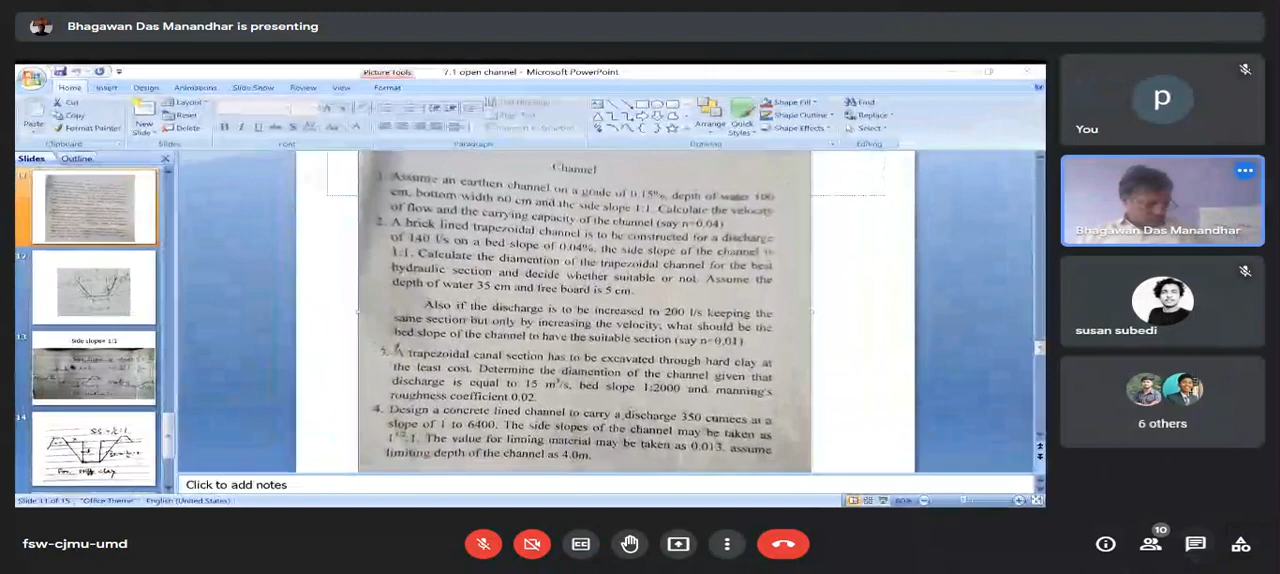 Bhagawan Das Manandhar is presenting
Picture Tools
7.1 open channel - Microsoft PowerPoint
Home Insert Design Animations Slide Show Review View Format
Paste
Cut
Copy
Format Painter
Clipboard
New
Slide
Layout
Reset
Delete
Slides
Font
Paragraph
Arrange
Quick
Styles
Shape Fill
Shape Outline
Shape Effects
Drawing
Find
Replace
Select
Editing
Slides Outline
12
13
Side slope= 1:1
14
Channel
1. Assume an earthen channel on a grade of 0.15%, depth of water 100
cm, bottom width 60 cm and the side slope 1:1. Calculate the velocity
of flow and the carrying capacity of the channel (say n=0.04)
2. A brick lined trapezoidal channel is to be constructed for a discharge
of 140 l/s on a bed slope of 0.04%, the side slope of the channel is
1:1. Calculate the diamention of the trapezoidal channel for the best
hydraulic section and decide whether suitable or not. Assume the
depth of water 35 cm and free board is 5 cm.
Also if the discharge is to be increased to 200 l/s keeping the
same section but only by increasing the velocity, what should be the
bed slope of the channel to have the suitable section (say n=0.01)
3. A trapezoidal canal section has to be excavated through hard clay at
the least cost. Determine the diamention of the channel given that
discharge is equal to 15 m³/s, bed slope 1:2000 and manning's
roughness coefficient 0.02.
4. Design a concrete lined channel to carry a discharge 350 cumecs at a
slope of 1 to 6400. The side slopes of the channel may be taken as
The value for linning material may be taken as 0.013, assume
limiting depth of the channel as 4.0m.
Click to add notes
Slide 11 of 15 "Office Theme" English (United States) 80%
P
You
Bhagawan Das Manandhar
susan subedi
6 others
fsw-cjmu-umd
10